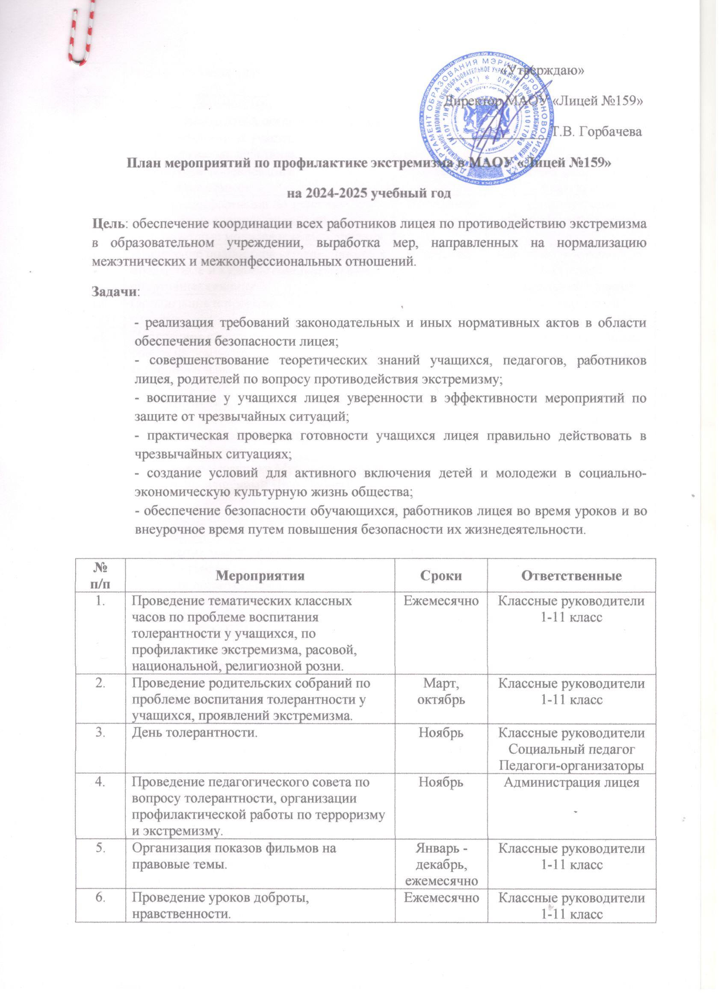 «Утверждаю»
Директор МАОУ «Лицей №159»
Т.В. Горбачева
План мероприятий по профилактике экстремизма в МАОУ «Лицей №159»
на 2024-2025 учебный год
Цель: обеспечение координации всех работников лицея по противодействию экстремизма
в образовательном учреждении, выработка мер, направленных на нормализацию
межэтнических и межконфессиональных отношений.
Задачи:
- реализация требований законодательных и иных нормативных актов в области
обеспечения безопасности лицея;
- совершенствование теоретических знаний учащихся, педагогов, работников
лицея, родителей по вопросу противодействия экстремизму;
- воспитание у учащихся лицея уверенности в эффективности мероприятий по
защите от чрезвычайных ситуаций;
- практическая проверка готовности учащихся лицея правильно действовать в
чрезвычайных ситуациях;
- создание условий для активного включения детей и молодежи в социально-
экономическую культурную жизнь общества;
- обеспечение безопасности обучающихся, работников лицея во время уроков и во
внеурочное время путем повышения безопасности их жизнедеятельности.
№
п/п
Мероприятия
Сроки
Ответственные
1.
Проведение тематических классных
часов по проблеме воспитания
толерантности у учащихся, по
профилактике экстремизма, расовой,
национальной, религиозной розни.
Ежемесячно
Классные руководители
1-11 класс
2.
Проведение родительских собраний по
проблеме воспитания толерантности у
учащихся, проявлений экстремизма.
Март,
октябрь
Классные руководители
1-11 класс
3.
День толерантности.
Ноябрь
Классные руководители
Социальный педагог
Педагоги-организаторы
4.
Проведение педагогического совета по
вопросу толерантности, организации
профилактической работы по терроризму
и экстремизму.
Ноябрь
Администрация лицея
5.
Организация показов фильмов на
правовые темы.
Январь -
декабрь,
ежемесячно
Классные руководители
1-11 класс
6.
Проведение уроков доброты,
нравственности.
Ежемесячно
Классные руководители
1-11 класс
ДЕПАРТАМЕНТ ОБРАЗОВАНИЯ МЭРИИ ГОРОДА НОВОСИБИРСКА
(МАОУ "ЛИЦЕЙ №159")